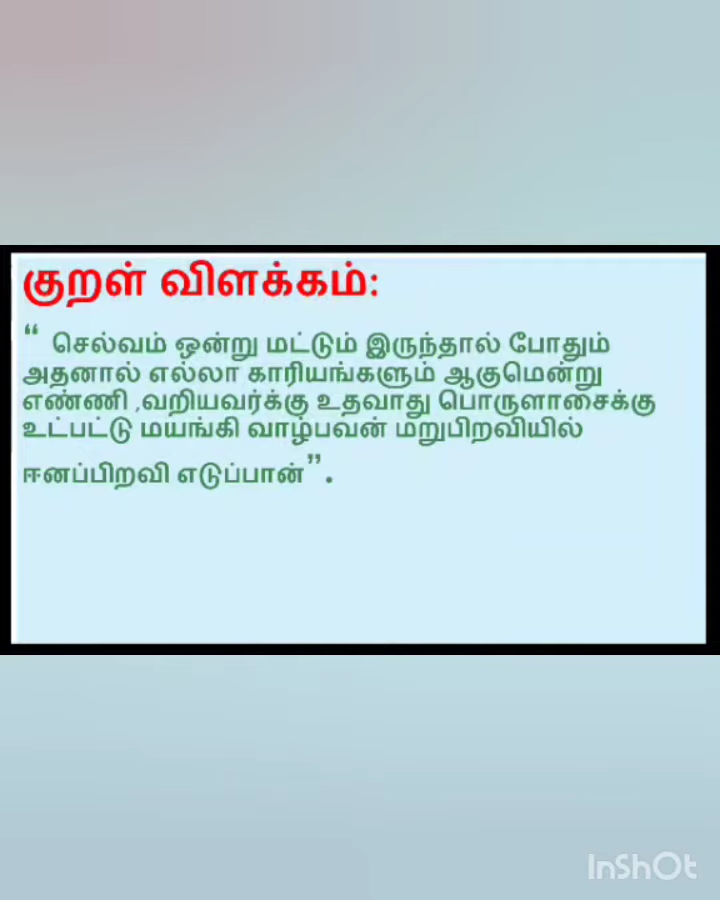 குறள் விளக்கம்:
“ செல்வம் ஒன்று மட்டும் இருந்தால் போதும்
அதனால் எல்லா காரியங்களும் ஆகுமென்று
எண்ணி ,வறியவர்க்கு உதவாது பொருளாசைக்கு
உட்பட்டு மயங்கி வாழ்பவன் மறுபிறவியில்
ஈனப்பிறவி எடுப்பான்”.
InShOt